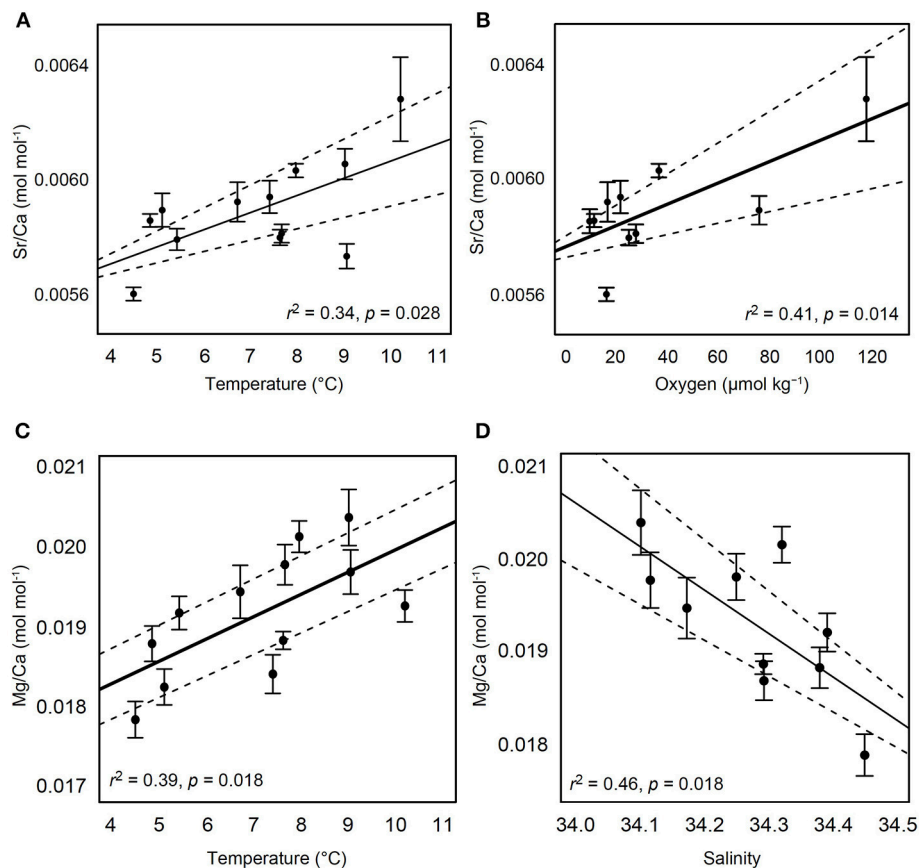 A
Sr/Ca (mol mol⁻¹)
0.0064
0.0060
0.0056
r² = 0.34, p = 0.028
4 5 6 7 8 9 10 11
Temperature (°C)
B
Sr/Ca (mol mol⁻¹)
0.0064
0.0060
0.0056
r² = 0.41, p = 0.014
0 20 40 60 80 100 120
Oxygen (μmol kg⁻¹)
C
Mg/Ca (mol mol⁻¹)
0.021
0.020
0.019
0.018
0.017
r² = 0.39, p = 0.018
4 5 6 7 8 9 10 11
Temperature (°C)
D
Mg/Ca (mol mol⁻¹)
0.021
0.020
0.019
0.018
r² = 0.46, p = 0.018
34.0 34.1 34.2 34.3 34.4 34.5
Salinity